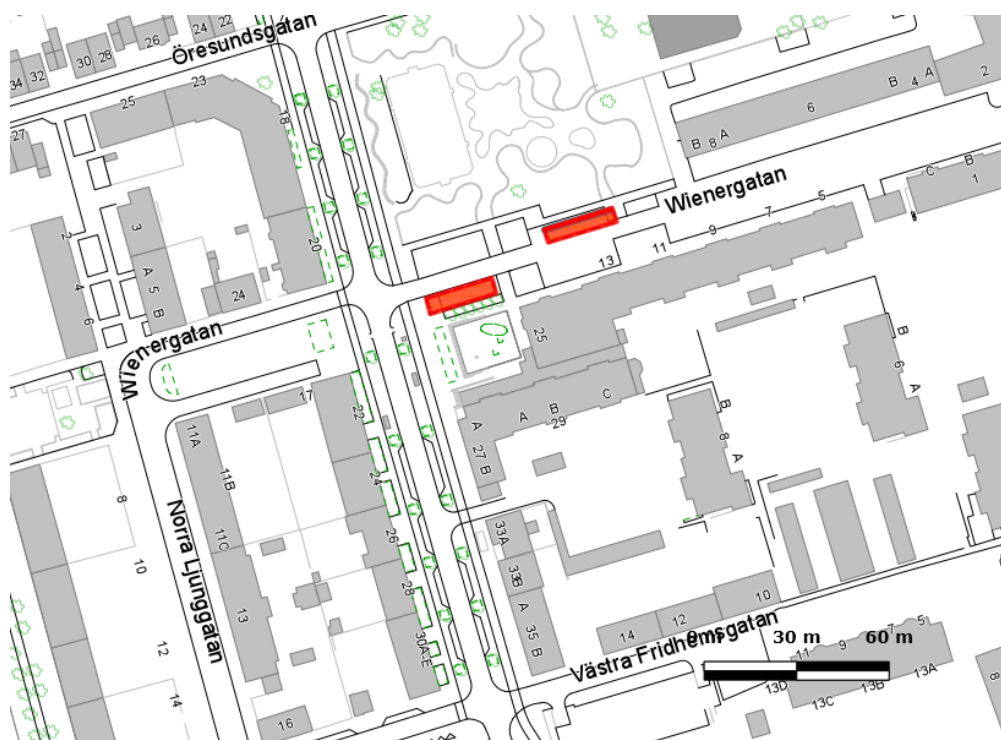 24 22
26
Öresundsgatan
30 28
34 32
23
25
18
27
B A 4 2
6
B 8 A
C B 1
Wienergatan
5
7
9
11
13
3
2
A
5
B
4
6
20
24
Wienergatan
25
B
6
A
17
22
A B C
29
A
27 B
B
8
A
11A
11B
11C
24
26
28
30A-E
8
10
12
14
Norra Ljunggatan
13
16
33A
33B
A
35 B
14 12 10
Västra Fridhemsgatan
0 m 30 m 60 m
11 9 7 5
13D 13C 13B 13A
8